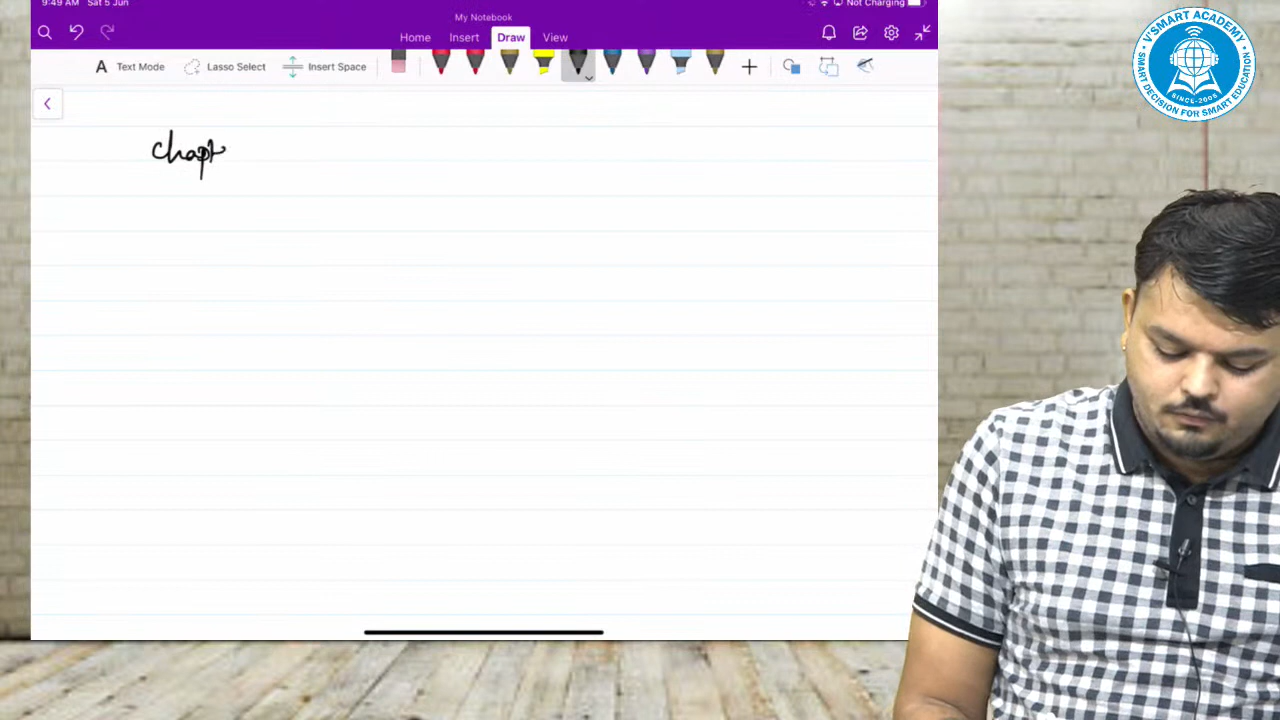 9:49 AM Sat 5 Jun
Not Charging
My Notebook
Home Insert Draw View
A Text Mode Lasso Select Insert Space
Chapt
V'SMART ACADEMY
SINCE-2006
SMART DECISION FOR SMART EDUCATION